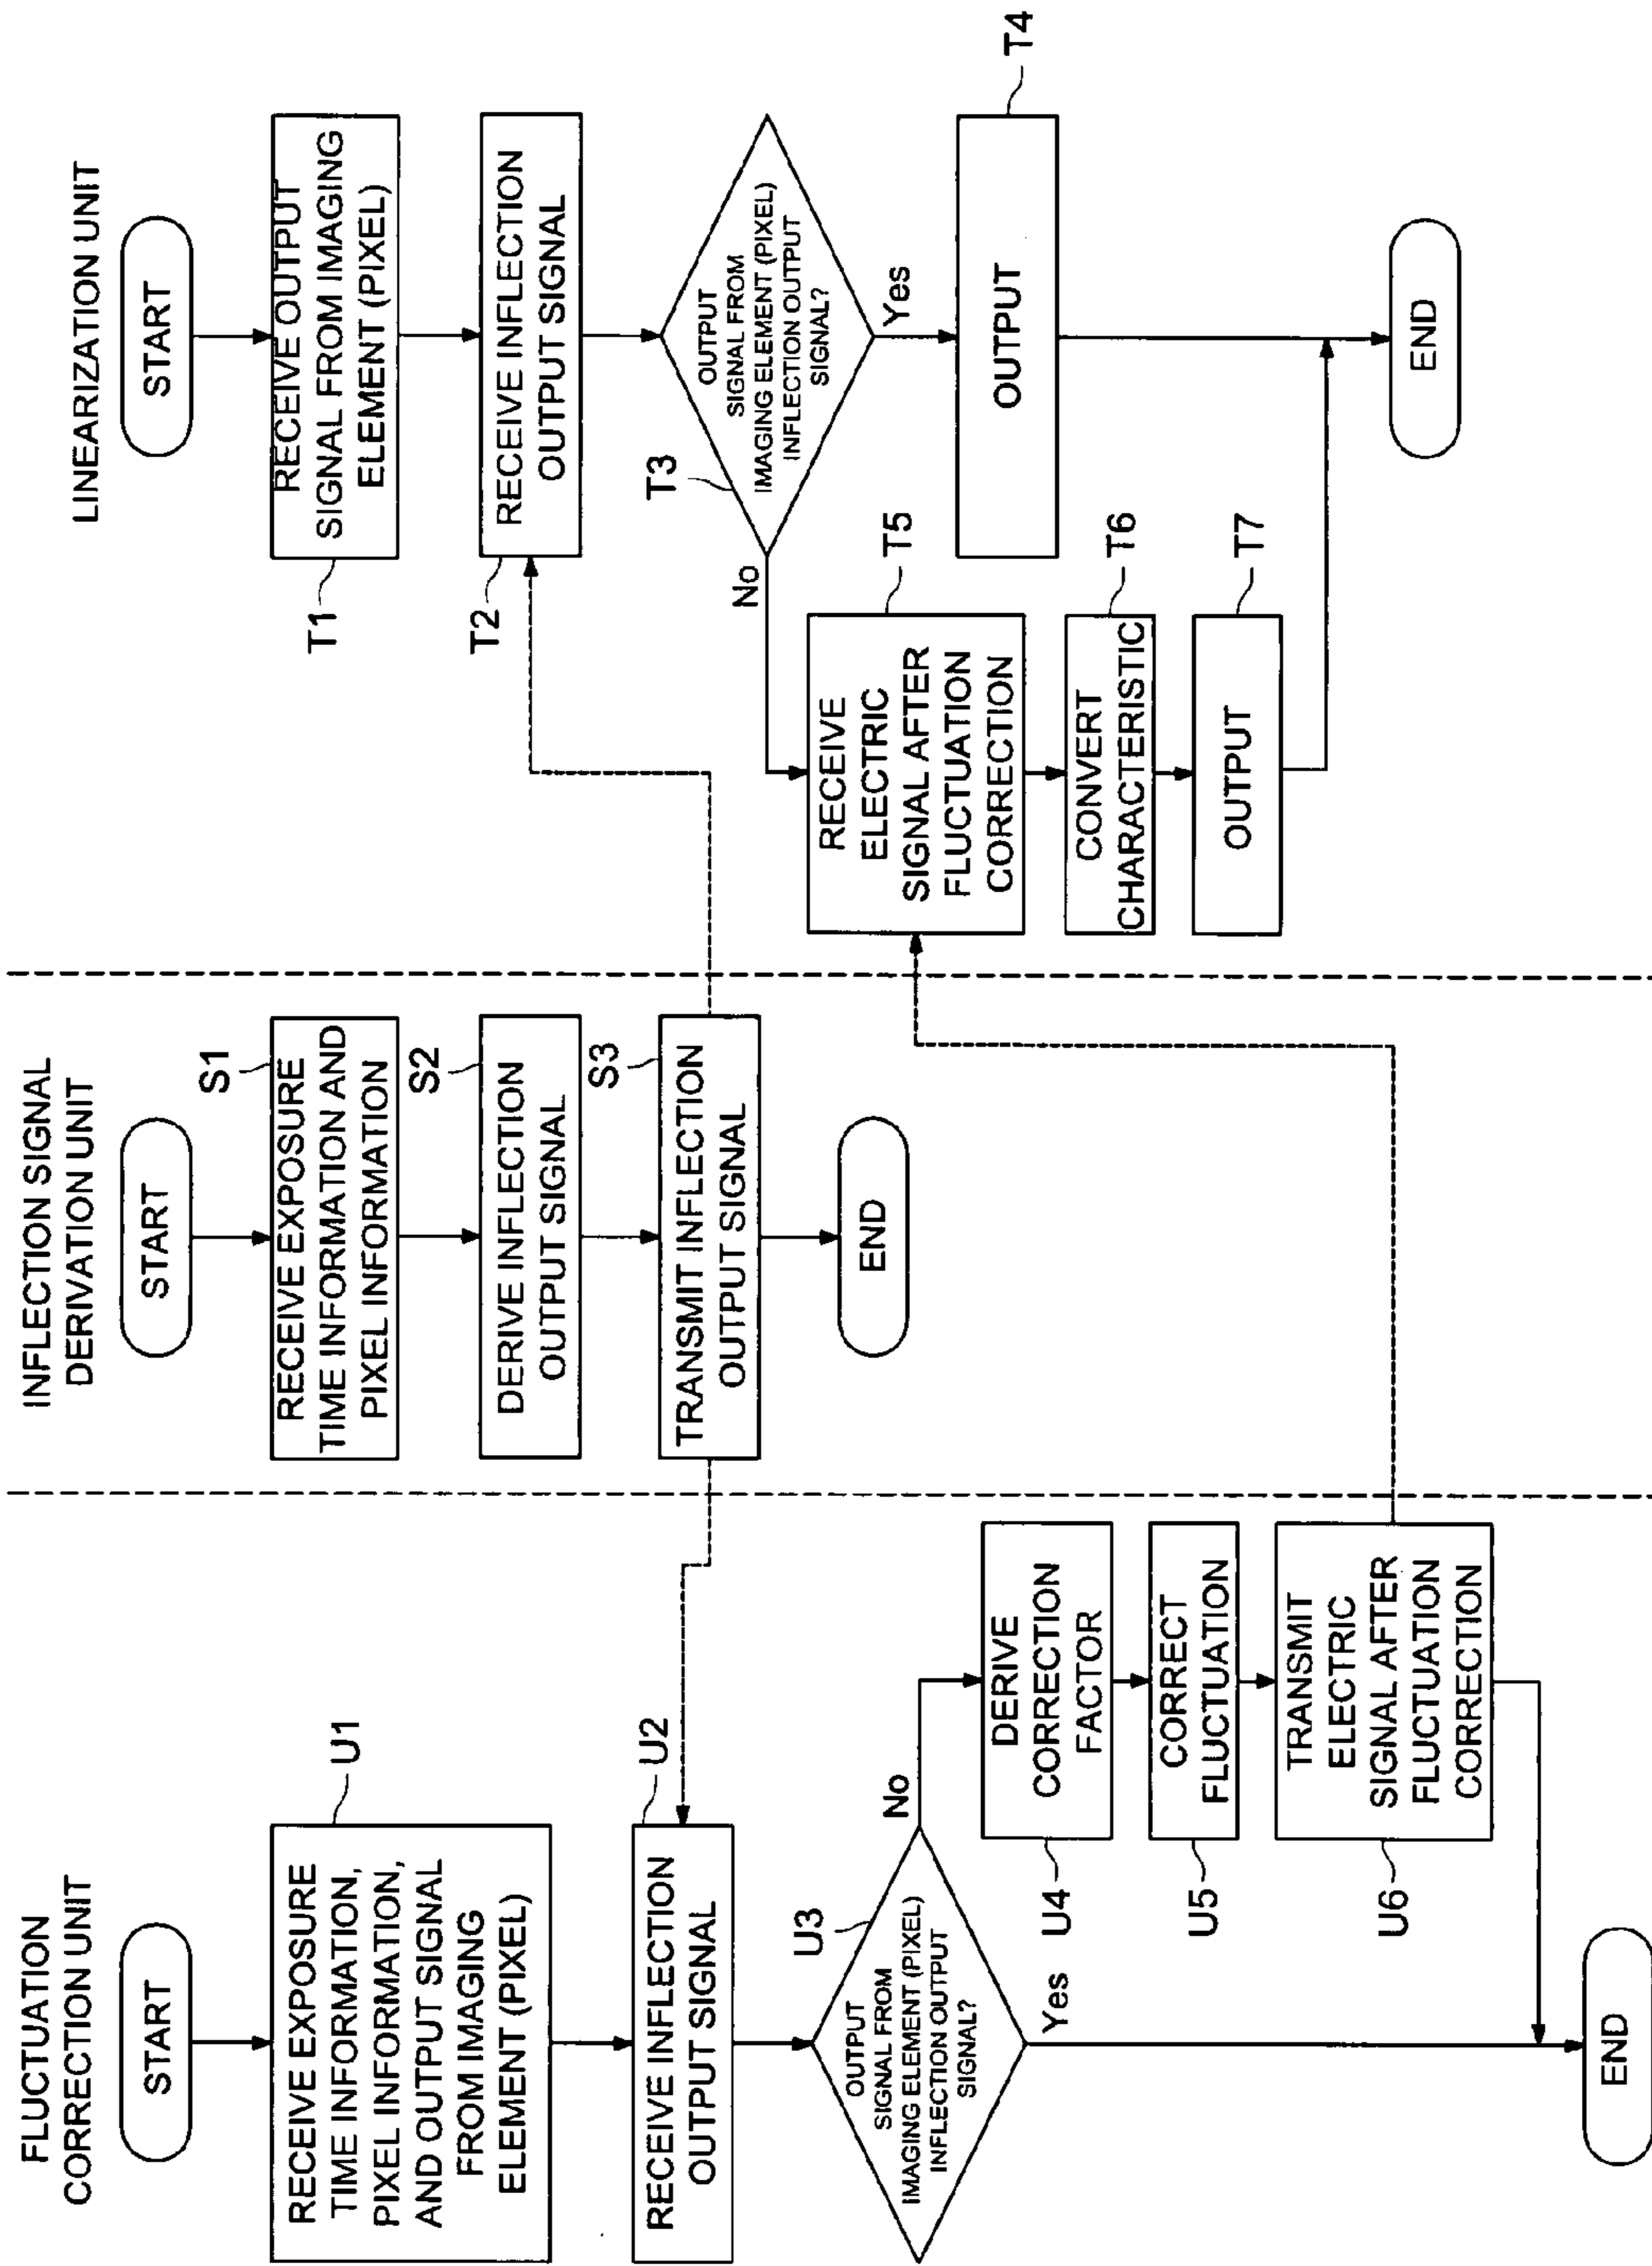 FLUCTUATION
CORRECTION UNIT
START
RECEIVE EXPOSURE
TIME INFORMATION,
PIXEL INFORMATION,
AND OUTPUT SIGNAL
FROM IMAGING
ELEMENT (PIXEL)
U1
RECEIVE INFLECTION
OUTPUT SIGNAL
U2
OUTPUT
SIGNAL FROM
IMAGING ELEMENT (PIXEL)
INFLECTION OUTPUT
SIGNAL?
U3
No
Yes
DERIVE
CORRECTION
FACTOR
U4
CORRECT
FLUCTUATION
U5
TRANSMIT
ELECTRIC
SIGNAL AFTER
FLUCTUATION
CORRECTION
U6
END
INFLECTION SIGNAL
DERIVATION UNIT
START
S1
RECEIVE EXPOSURE
TIME INFORMATION AND
PIXEL INFORMATION
S2
DERIVE INFLECTION
OUTPUT SIGNAL
S3
TRANSMIT INFLECTION
OUTPUT SIGNAL
END
LINEARIZATION UNIT
START
RECEIVE OUTPUT
SIGNAL FROM IMAGING
ELEMENT (PIXEL)
T1
RECEIVE INFLECTION
OUTPUT SIGNAL
T2
OUTPUT
SIGNAL FROM
IMAGING ELEMENT (PIXEL)
INFLECTION OUTPUT
SIGNAL?
T3
No
Yes
OUTPUT
T4
RECEIVE
ELECTRIC
SIGNAL AFTER
FLUCTUATION
CORRECTION
T5
CONVERT
CHARACTERISTIC
T6
OUTPUT
T7
END